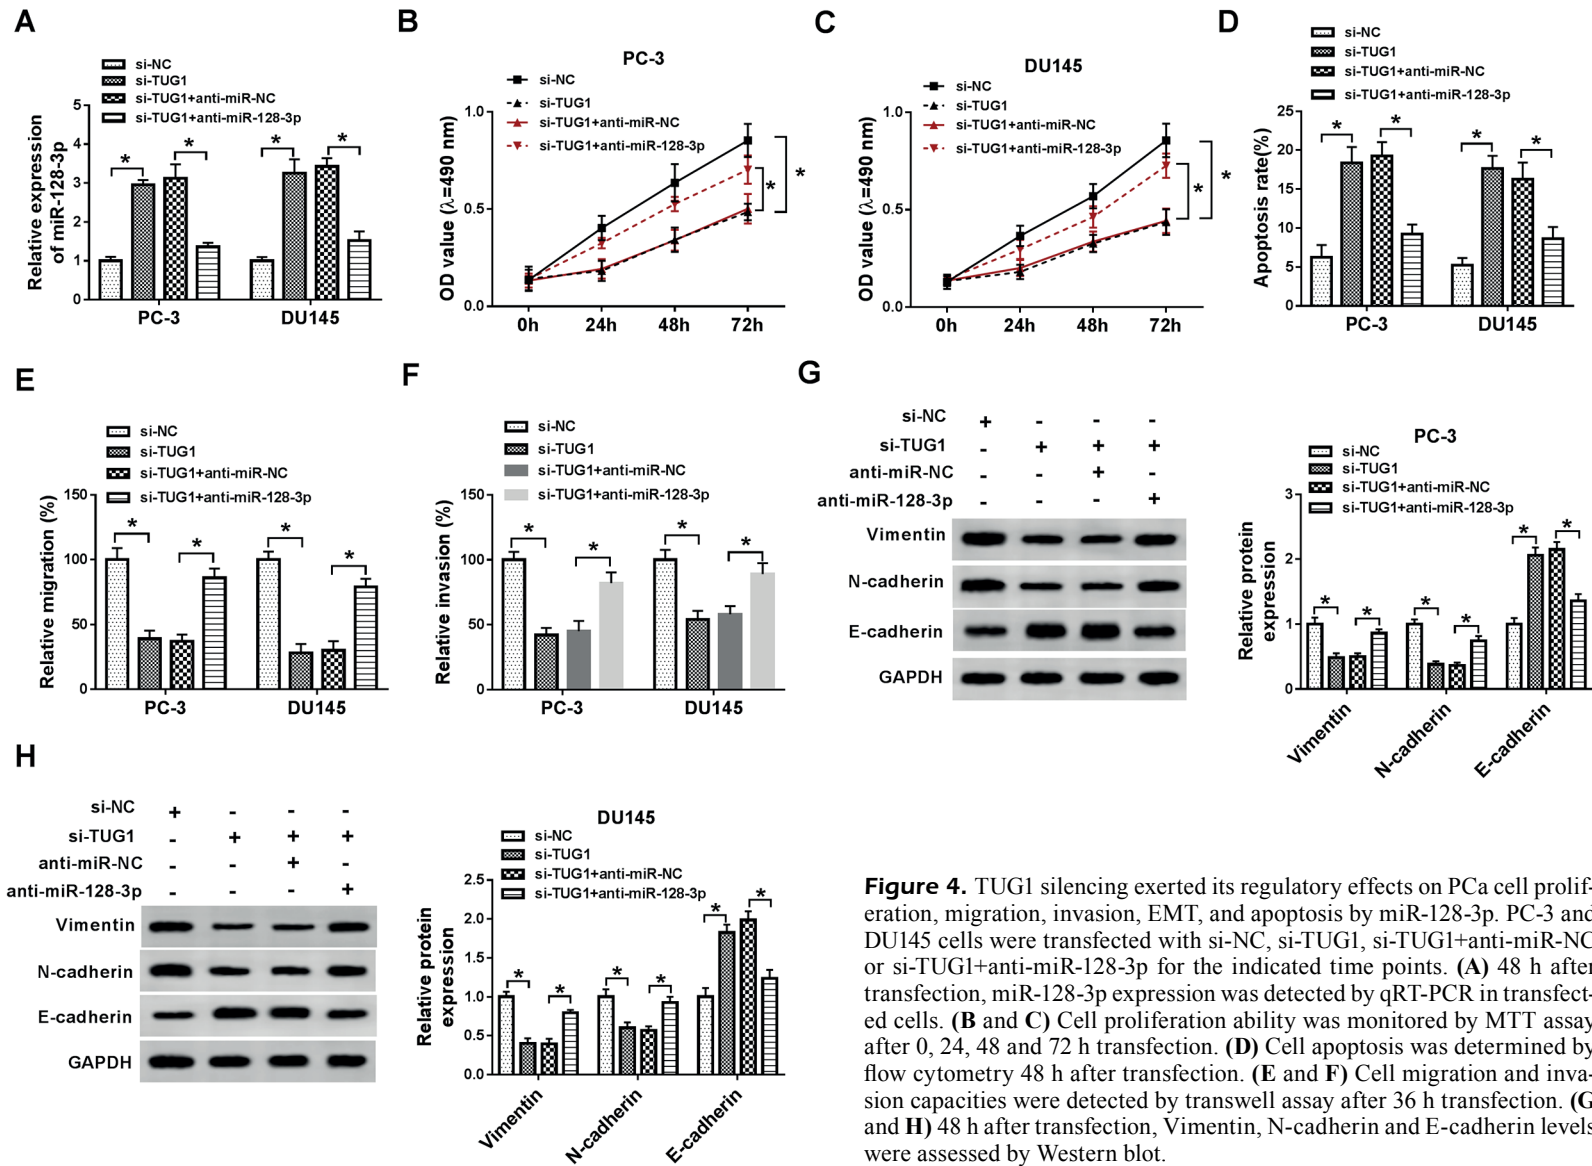 A
si-NC
si-TUG1
si-TUG1+anti-miR-NC
si-TUG1+anti-miR-128-3p
Relative expression
of miR-128-3p
5
4
3
2
1
0
*
*
*
*
PC-3
DU145
B
PC-3
si-NC
si-TUG1
si-TUG1+anti-miR-NC
si-TUG1+anti-miR-128-3p
OD value (λ=490 nm)
1.0
0.5
0.0
*
*
0h
24h
48h
72h
C
DU145
si-NC
si-TUG1
si-TUG1+anti-miR-NC
si-TUG1+anti-miR-128-3p
OD value (λ=490 nm)
1.0
0.5
0.0
*
*
0h
24h
48h
72h
D
si-NC
si-TUG1
si-TUG1+anti-miR-NC
si-TUG1+anti-miR-128-3p
Apoptosis rate(%)
25
20
15
10
5
0
*
*
*
*
PC-3
DU145
E
si-NC
si-TUG1
si-TUG1+anti-miR-NC
si-TUG1+anti-miR-128-3p
Relative migration (%)
150
100
50
0
*
*
*
*
PC-3
DU145
F
si-NC
si-TUG1
si-TUG1+anti-miR-NC
si-TUG1+anti-miR-128-3p
Relative invasion (%)
150
100
50
0
*
*
*
*
PC-3
DU145
G
si-NC + - - -
si-TUG1 - + + +
anti-miR-NC - - + -
anti-miR-128-3p - - - +
Vimentin
N-cadherin
E-cadherin
GAPDH
PC-3
si-NC
si-TUG1
si-TUG1+anti-miR-NC
si-TUG1+anti-miR-128-3p
Relative protein
expression
3
2
1
0
*
*
*
*
*
*
Vimentin
N-cadherin
E-cadherin
H
si-NC + - - -
si-TUG1 - + + +
anti-miR-NC - - + -
anti-miR-128-3p - - - +
Vimentin
N-cadherin
E-cadherin
GAPDH
DU145
si-NC
si-TUG1
si-TUG1+anti-miR-NC
si-TUG1+anti-miR-128-3p
Relative protein
expression
2.5
2.0
1.5
1.0
0.5
0.0
*
*
*
*
*
*
Vimentin
N-cadherin
E-cadherin
Figure 4. TUG1 silencing exerted its regulatory effects on PCa cell prolif-
eration, migration, invasion, EMT, and apoptosis by miR-128-3p. PC-3 and
DU145 cells were transfected with si-NC, si-TUG1, si-TUG1+anti-miR-NC
or si-TUG1+anti-miR-128-3p for the indicated time points. (A) 48 h after
transfection, miR-128-3p expression was detected by qRT-PCR in transfect-
ed cells. (B and C) Cell proliferation ability was monitored by MTT assay
after 0, 24, 48 and 72 h transfection. (D) Cell apoptosis was determined by
flow cytometry 48 h after transfection. (E and F) Cell migration and inva-
sion capacities were detected by transwell assay after 36 h transfection. (G
and H) 48 h after transfection, Vimentin, N-cadherin and E-cadherin levels
were assessed by Western blot.